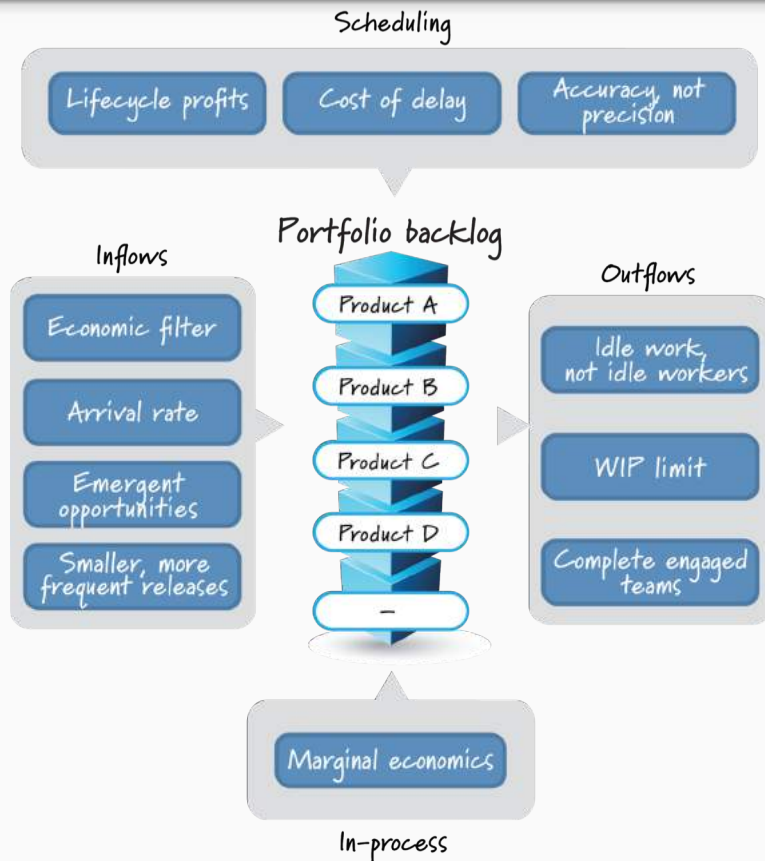 Scheduling
Lifecycle profits
Cost of delay
Accuracy, not
precision
Portfolio backlog
Inflows
Economic filter
Arrival rate
Emergent
opportunities
Smaller, more
frequent releases
Product A
Product B
Product C
Product D
–
Outflows
Idle work,
not idle workers
WIP limit
Complete engaged
teams
Marginal economics
In-process